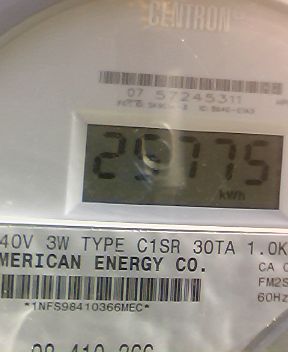 CENTRON
07 57245311
29775
kWh
40V 3W TYPE C1SR 30TA 1.0K
MERICAN ENERGY CO.
CA
FM2S
60Hz
*1NFS98410366MEC*